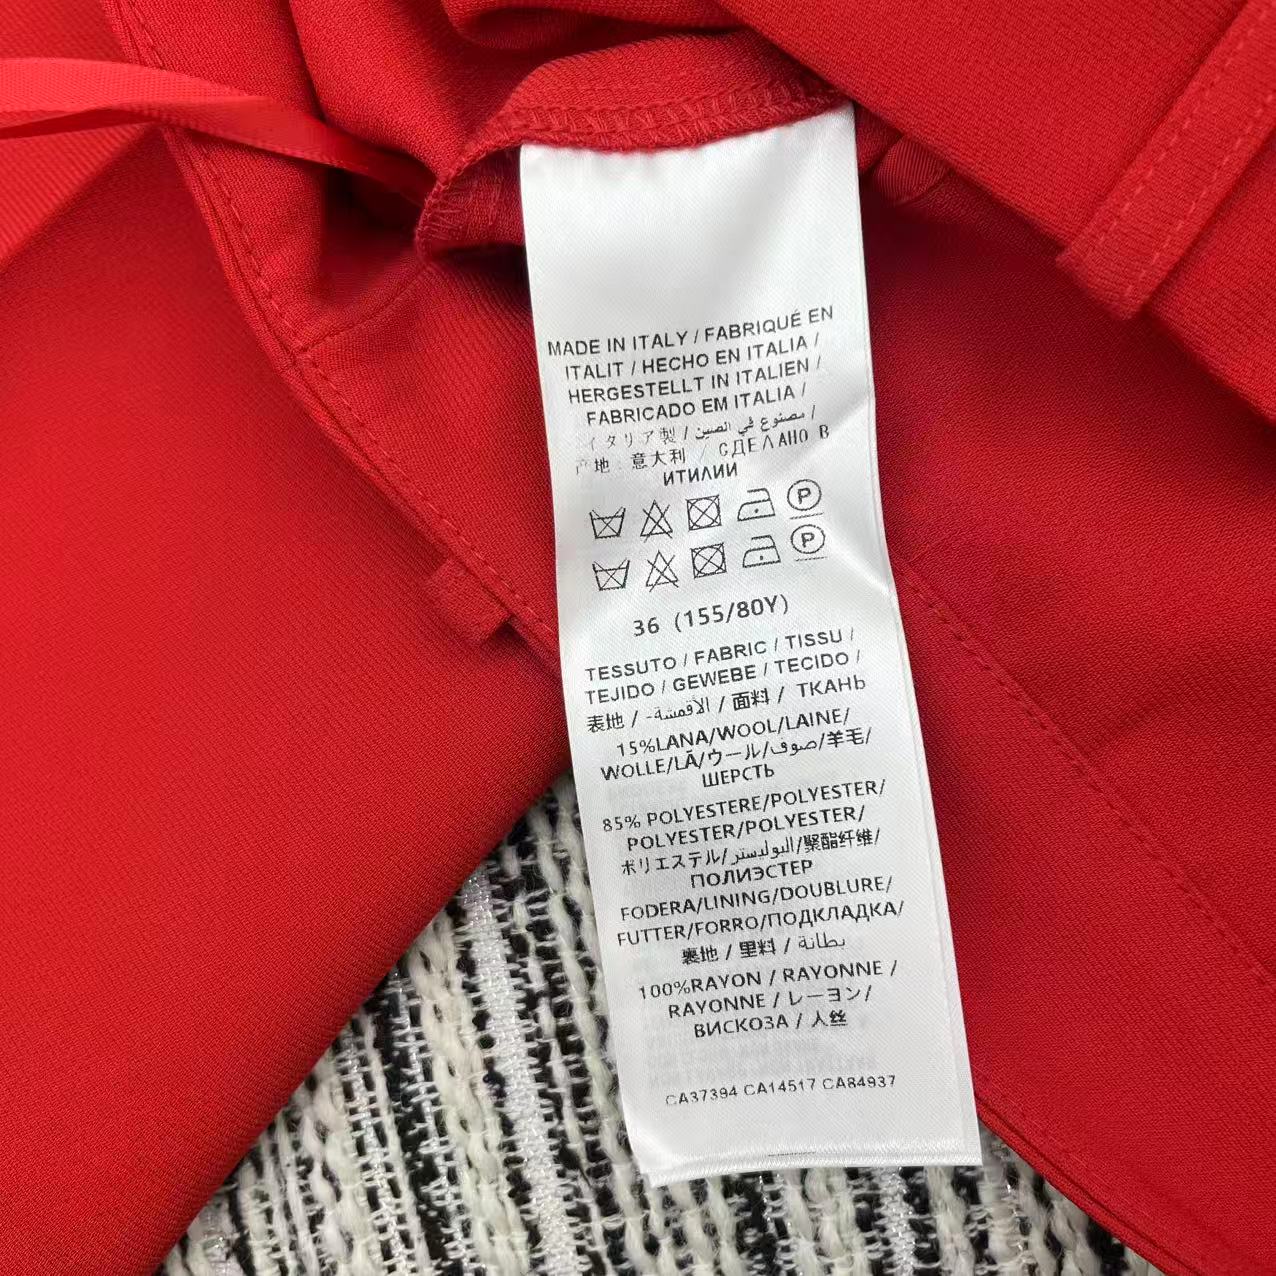 MADE IN ITALY / FABRIQUÉ EN
ITALIT / HECHO EN ITALIA /
HERGESTELLT IN ITALIEN /
FABRICADO EM ITALIA /
イタリア製 / مصنوع في الصين /
产地 意大利 / СДЕЛАНО В
ИТИЛИИ
P
P
36 (155/80Y)
TESSUTO / FABRIC / TISSU /
TEJIDO / GEWEBE / TECIDO /
表地 / الأقمشة- / 面料 / ТКАНЬ
15%LANA/WOOL/LAINE/
WOLLE/LÃ/ウール/صوف/羊毛/
ШЕРСТЬ
85% POLYESTERE/POLYESTER/
POLYESTER/POLYESTER/
ポリエステル/البوليستر/聚酯纤维/
ПОЛИЭСТЕР
FODERA/LINING/DOUBLURE/
FUTTER/FORRO/ПОДКЛАДКА/
裏地 / 里料 / بطانة
100%RAYON / RAYONNE /
RAYONNE / レーヨン/
ВИСКОЗА / 人丝
CA37394 CA14517 CA84937